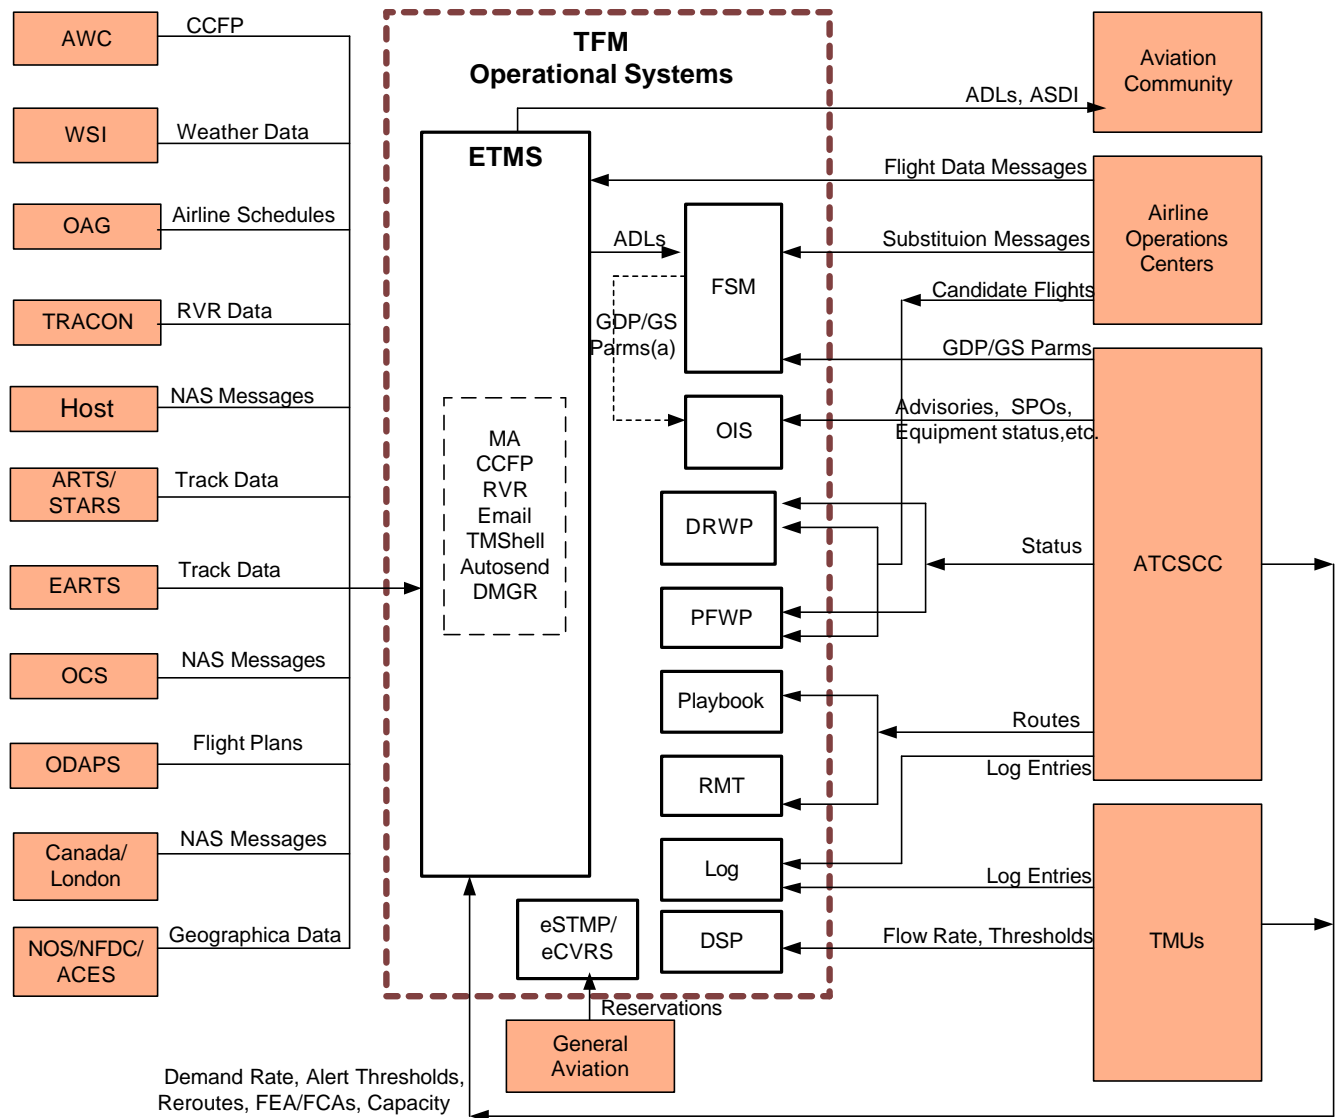 AWC
CCFP
WSI
Weather Data
OAG
Airline Schedules
TRACON
RVR Data
Host
NAS Messages
ARTS/
STARS
Track Data
EARTS
Track Data
OCS
NAS Messages
ODAPS
Flight Plans
Canada/
London
NAS Messages
NOS/NFDC/
ACES
Geographica Data
TFM
Operational Systems
ETMS
MA
CCFP
RVR
Email
TMShell
Autosend
DMGR
ADLs
GDP/GS
Parms(a)
FSM
OIS
DRWP
PFWP
Playbook
RMT
Log
DSP
eSTMP/
eCVRS
Reservations
General
Aviation
Demand Rate, Alert Thresholds,
Reroutes, FEA/FCAs, Capacity
ADLs, ASDI
Aviation
Community
Flight Data Messages
Substituion Messages
Candidate Flights
Airline
Operations
Centers
GDP/GS Parms
Advisories, SPOs,
Equipment status,etc.
Status
Routes
Log Entries
ATCSCC
Log Entries
Flow Rate, Thresholds
TMUs